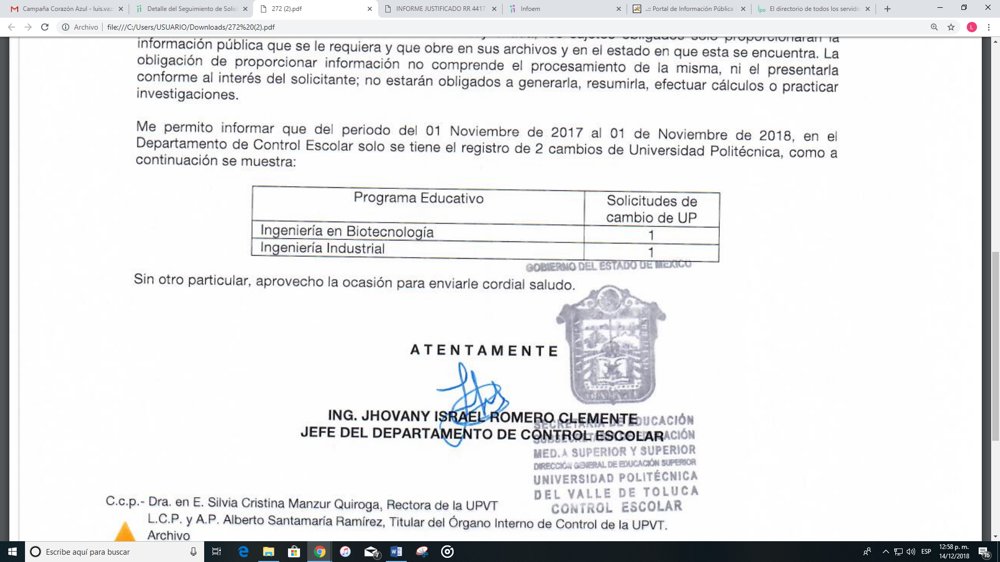 Campaña Corazón Azul - luis.vaz
Detalle del Seguimiento de Solici
272 (2).pdf
INFORME JUSTIFICADO RR 4417
Infoem
..:: Portal de Información Pública
El directorio de todos los servido
Archivo
file:///C:/Users/USUARIO/Downloads/272%20(2).pdf
L
los sujetos obligados solo proporcionarán la
información pública que se le requiera y que obre en sus archivos y en el estado en que esta se encuentra. La
obligación de proporcionar información no comprende el procesamiento de la misma, ni el presentarla
conforme al interés del solicitante; no estarán obligados a generarla, resumirla, efectuar cálculos o practicar
investigaciones.
Me permito informar que del periodo del 01 Noviembre de 2017 al 01 de Noviembre de 2018, en el
Departamento de Control Escolar solo se tiene el registro de 2 cambios de Universidad Politécnica, como a
continuación se muestra:
Programa Educativo
Solicitudes de
cambio de UP
Ingeniería en Biotecnología 1
Ingeniería Industrial 1
GOBIERNO DEL ESTADO DE MÉXICO
Sin otro particular, aprovecho la ocasión para enviarle cordial saludo.
A T E N T A M E N T E
ING. JHOVANY ISRAEL ROMERO CLEMENTE
JEFE DEL DEPARTAMENTO DE CONTROL ESCOLAR
SECRETARÍA DE EDUCACIÓN
SUBSECRETARÍA DE EDUCACIÓN
MEDIA SUPERIOR Y SUPERIOR
DIRECCIÓN GENERAL DE EDUCACIÓN SUPERIOR
UNIVERSIDAD POLITÉCNICA
DEL VALLE DE TOLUCA
CONTROL ESCOLAR
C.c.p.- Dra. en E. Silvia Cristina Manzur Quiroga, Rectora de la UPVT
L.C.P. y A.P. Alberto Santamaría Ramírez, Titular del Órgano Interno de Control de la UPVT.
Archivo
Escribe aquí para buscar
7
ESP
12:58 p. m.
14/12/2018
16